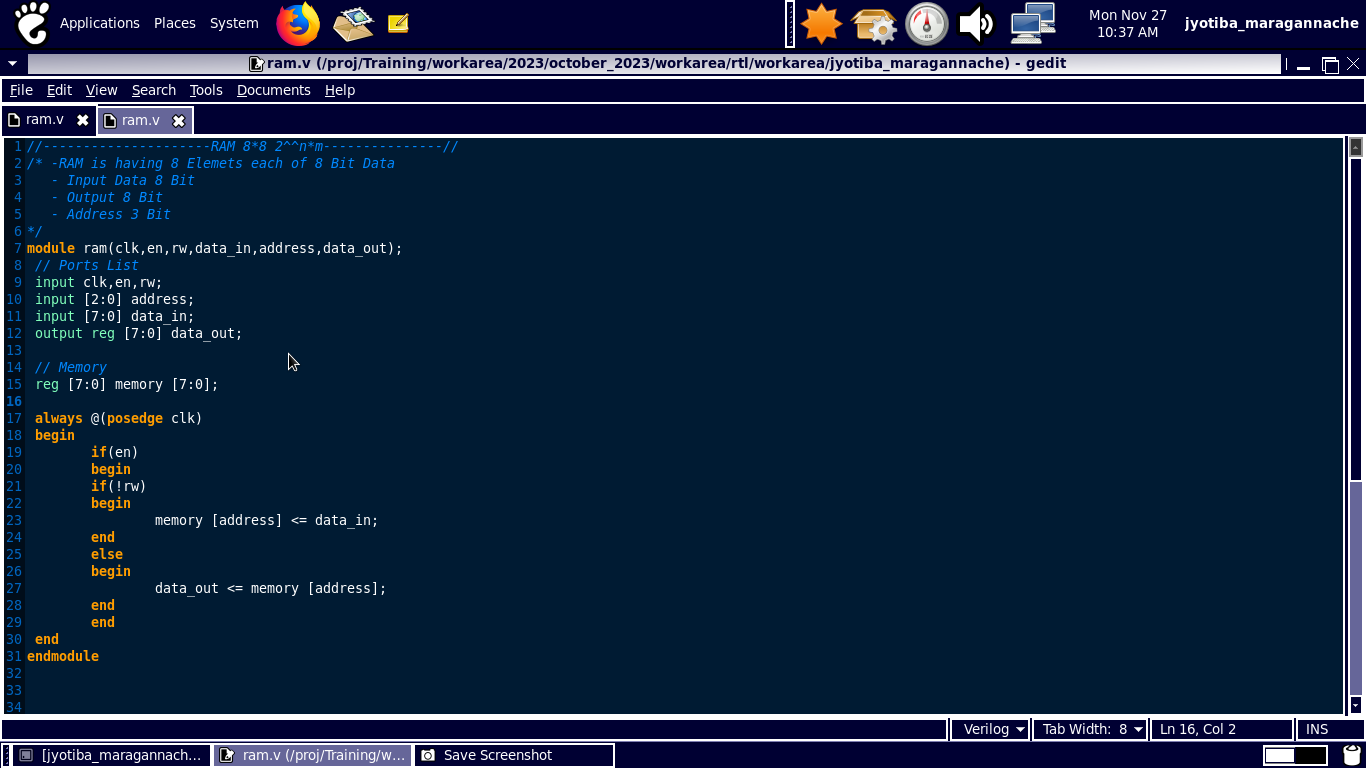 Applications Places System
Mon Nov 27
10:37 AM
jyotiba_maragannache
ram.v (/proj/Training/workarea/2023/october_2023/workarea/rtl/workarea/jyotiba_maragannache) - gedit
File Edit View Search Tools Documents Help
ram.v ram.v
1 //---------------------RAM 8*8 2^^n*m---------------//
2 /* -RAM is having 8 Elemets each of 8 Bit Data
3    - Input Data 8 Bit
4    - Output 8 Bit
5    - Address 3 Bit
6 */
7 module ram(clk,en,rw,data_in,address,data_out);
8  // Ports List
9  input clk,en,rw;
10  input [2:0] address;
11  input [7:0] data_in;
12  output reg [7:0] data_out;
13
14  // Memory
15  reg [7:0] memory [7:0];
16
17  always @(posedge clk)
18  begin
19         if(en)
20         begin
21         if(!rw)
22         begin
23                 memory [address] <= data_in;
24         end
25         else
26         begin
27                 data_out <= memory [address];
28         end
29         end
30  end
31 endmodule
32
33
34
Verilog Tab Width: 8 Ln 16, Col 2 INS
[jyotiba_maragannach... ram.v (/proj/Training/w... Save Screenshot